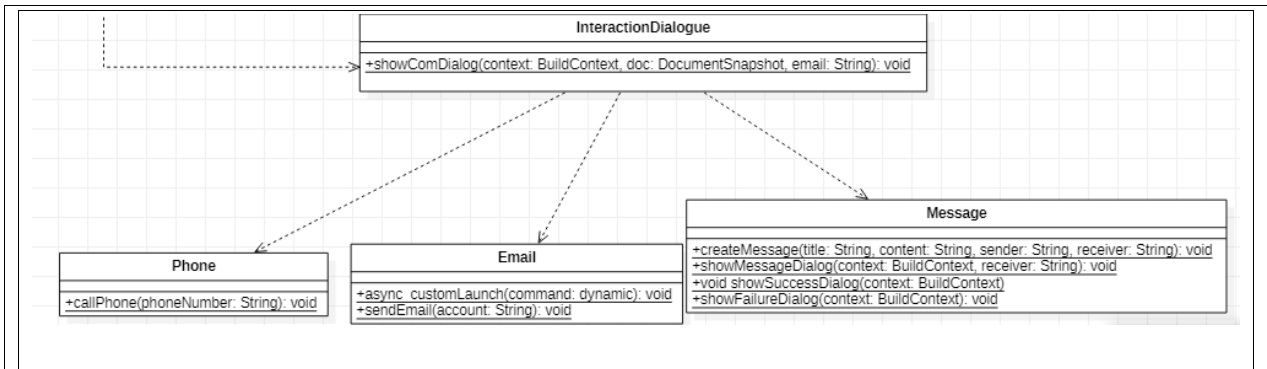 InteractionDialogue
+showComDialog(context: BuildContext, doc: DocumentSnapshot, email: String): void
Phone
+callPhone(phoneNumber: String): void
Email
+async customLaunch(command: dynamic): void
+sendEmail(account: String): void
Message
+createMessage(title: String, content: String, sender: String, receiver: String): void
+showMessageDialog(context: BuildContext, receiver: String): void
+void showSuccessDialog(context: BuildContext)
+showFailureDialog(context: BuildContext): void